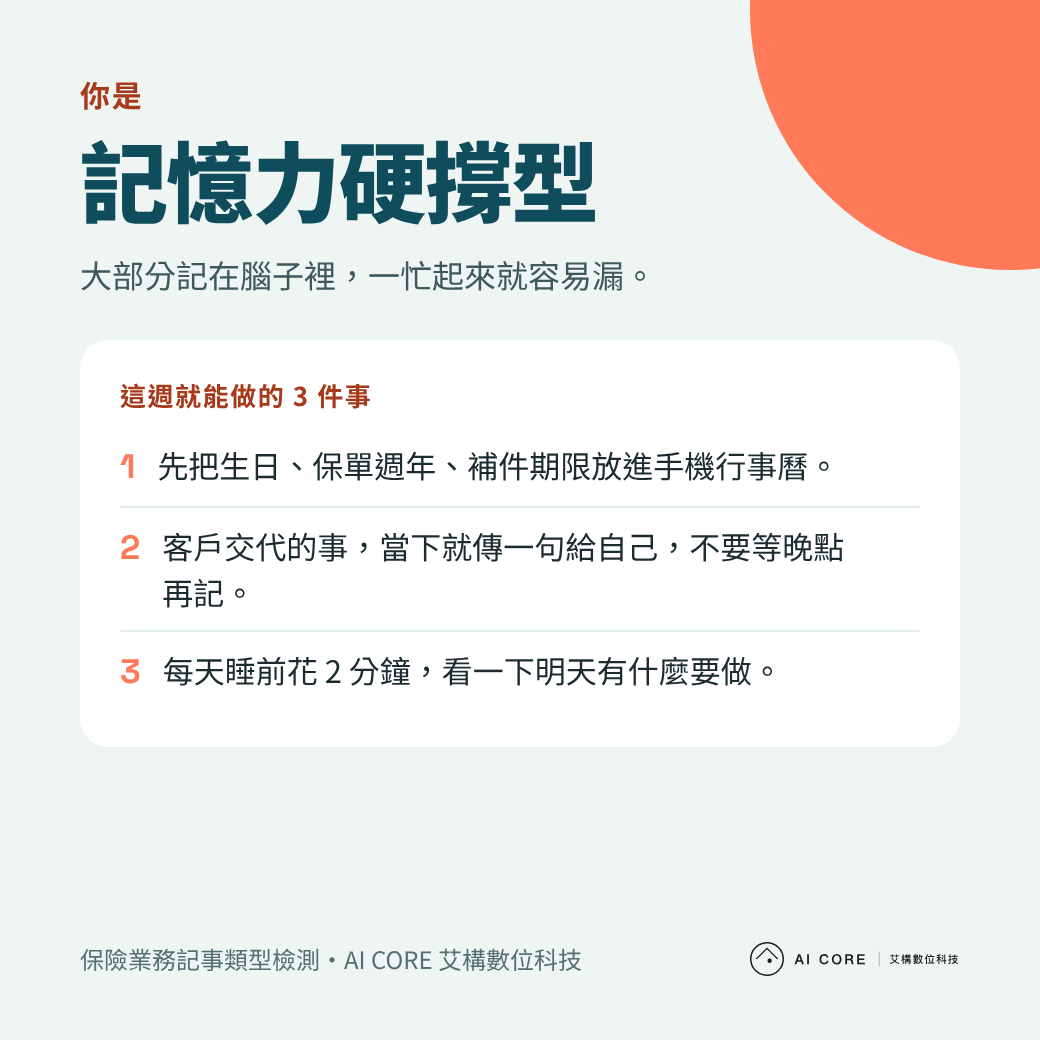 你是
記憶力硬撐型
大部分記在腦子裡，一忙起來就容易漏。
這週就能做的 3 件事
1 先把生日、保單週年、補件期限放進手機行事曆。
2 客戶交代的事，當下就傳一句給自己，不要等晚點
再記。
3 每天睡前花 2 分鐘，看一下明天有什麼要做。
保險業務記事類型檢測・AI CORE 艾構數位科技
AI CORE | 艾構數位科技